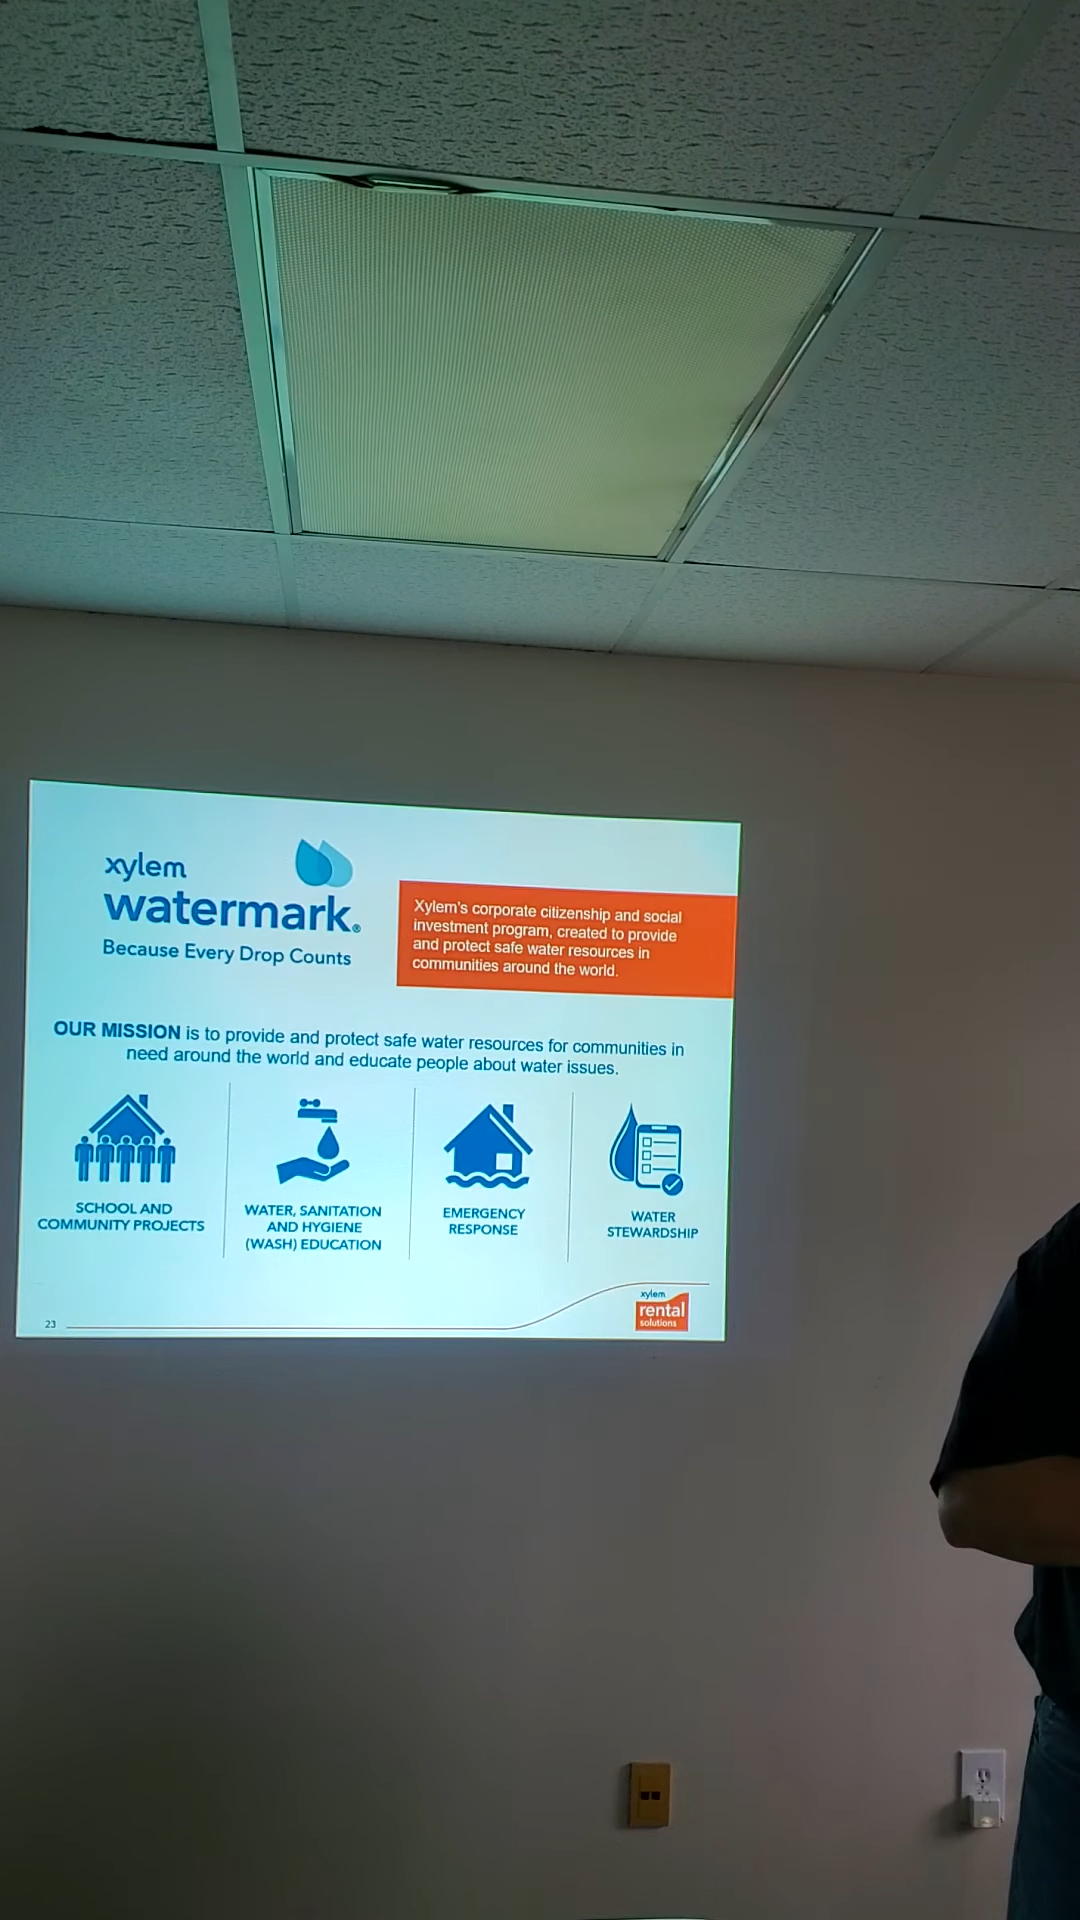 xylem
watermark®
Because Every Drop Counts
Xylem's corporate citizenship and social
investment program, created to provide
and protect safe water resources in
communities around the world.
OUR MISSION is to provide and protect safe water resources for communities in
need around the world and educate people about water issues.
SCHOOL AND
COMMUNITY PROJECTS
WATER, SANITATION
AND HYGIENE
(WASH) EDUCATION
EMERGENCY
RESPONSE
WATER
STEWARDSHIP
23
xylem
rental
solutions